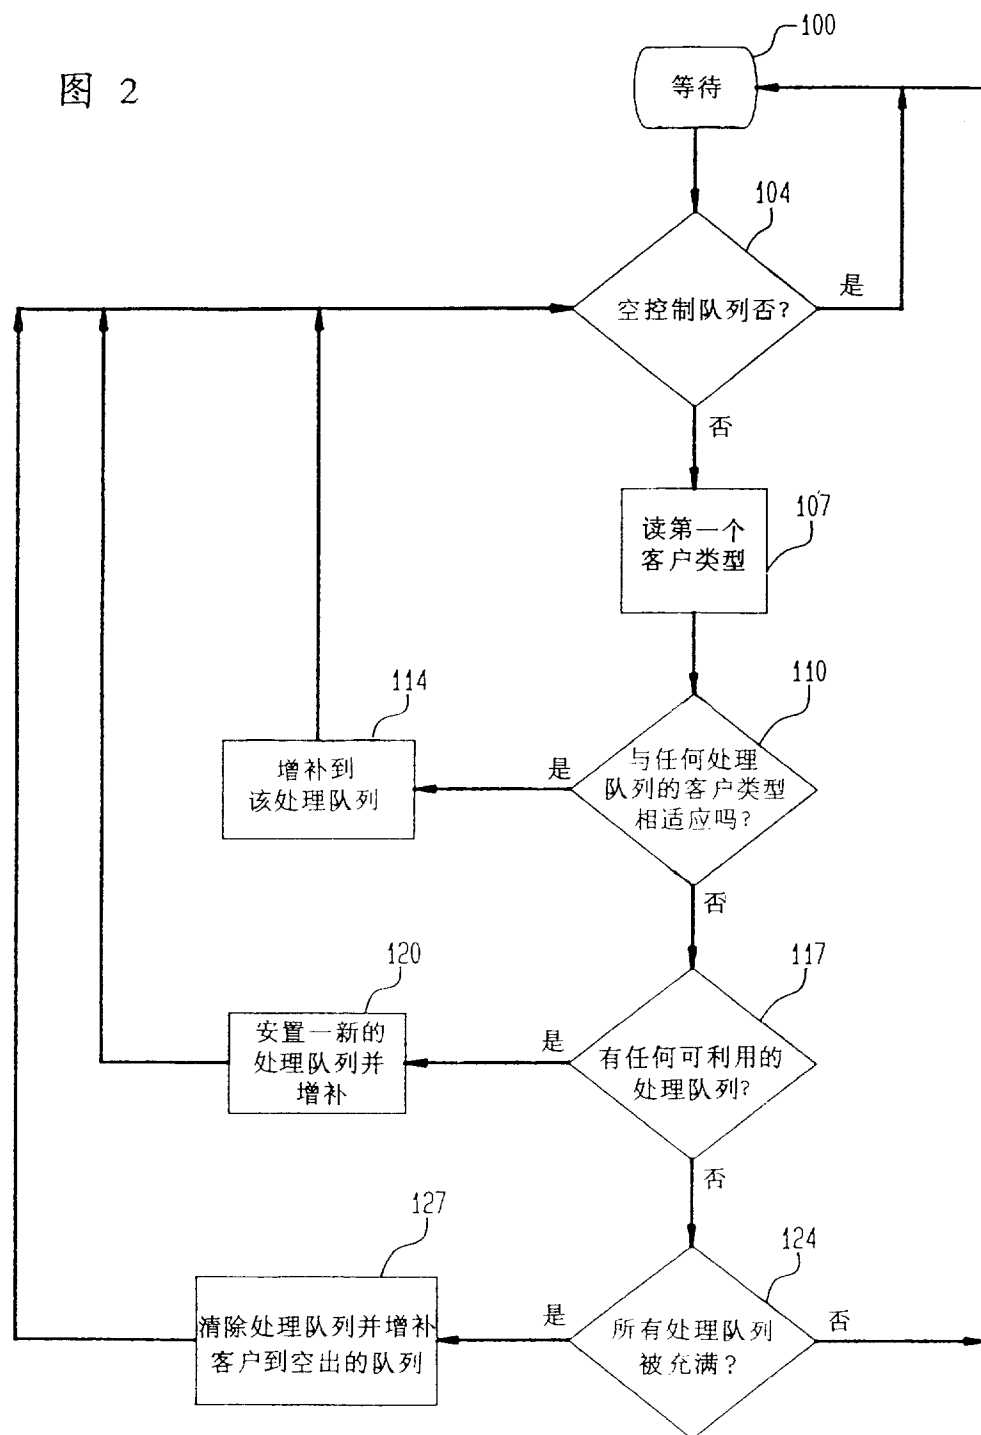 图 2
100
等待
104
空控制队列否?
是
否
107
读第一个
客户类型
110
与任何处理
队列的客户类型
相适应吗?
是
114
增补到
该处理队列
否
117
有任何可利用的
处理队列?
是
120
安置一新的
处理队列并
增补
否
124
所有处理队列
被充满?
是
否
127
清除处理队列并增补
客户到空出的队列